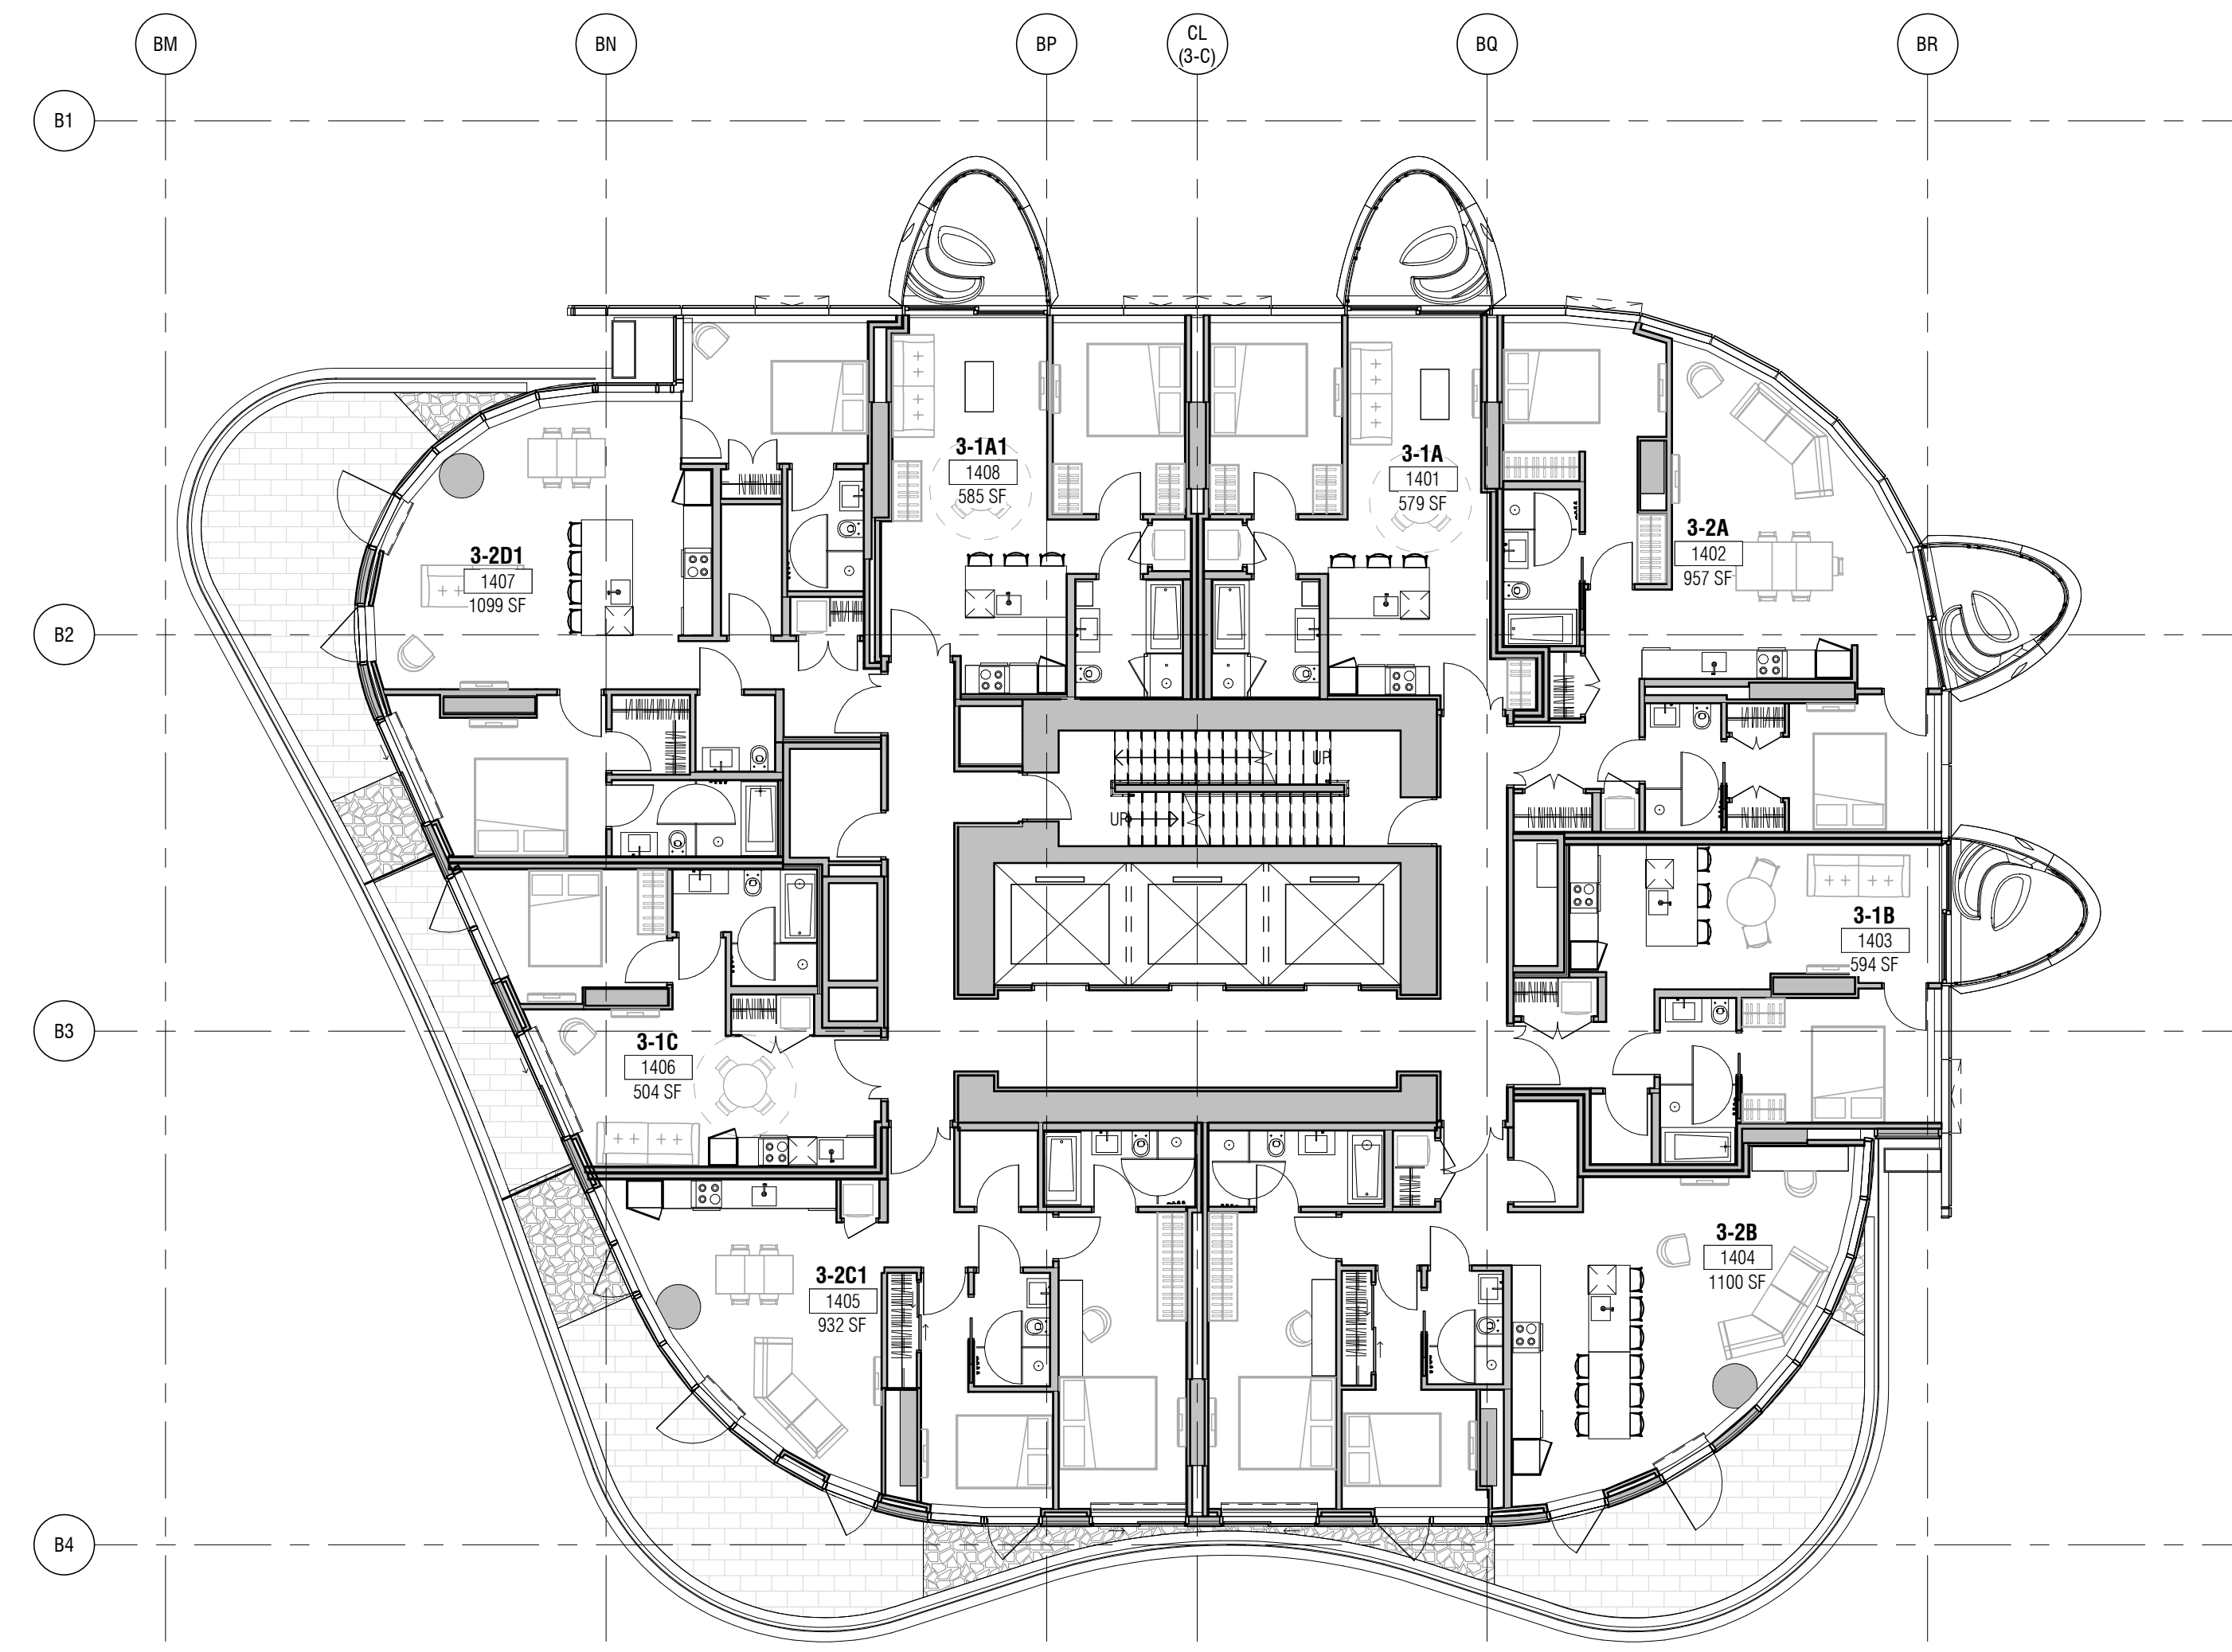 BM
BN
BP
CL
(3-C)
BQ
BR
B1
3-1A1
1408
585 SF
3-1A
1401
579 SF
3-2A
1402
957 SF
3-2D1
1407
1099 SF
B2
UP
UP
3-1B
1403
594 SF
B3
3-1C
1406
504 SF
3-2B
1404
1100 SF
3-2C1
1405
932 SF
B4